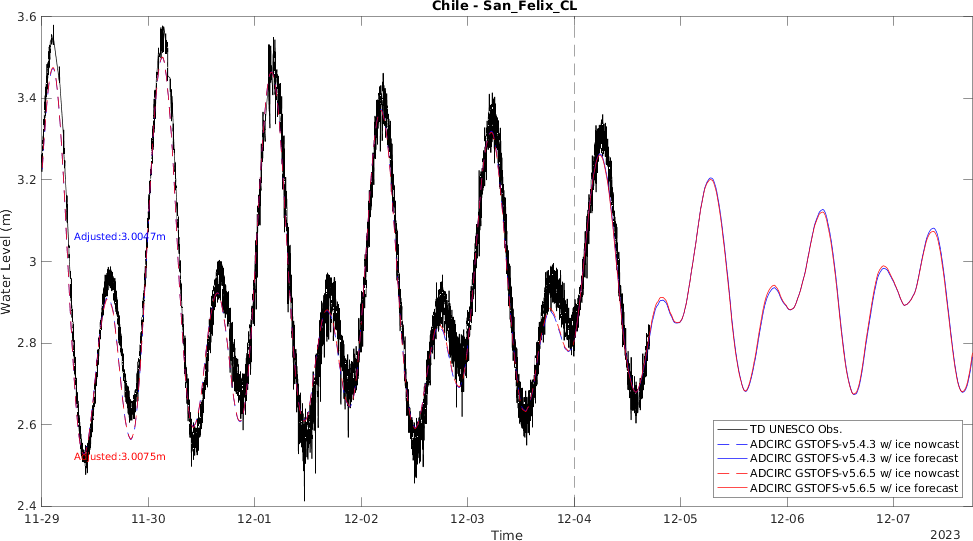 Chile - San_Felix_CL
3.6
3.4
3.2
3
2.8
2.6
2.4
Water Level (m)
Adjusted:3.0047m
Adjusted:3.0075m
TD UNESCO Obs.
ADCIRC GSTOFS-v5.4.3 w/ ice nowcast
ADCIRC GSTOFS-v5.4.3 w/ ice forecast
ADCIRC GSTOFS-v5.6.5 w/ ice nowcast
ADCIRC GSTOFS-v5.6.5 w/ ice forecast
11-29 11-30 12-01 12-02 12-03 12-04 12-05 12-06 12-07
Time
2023